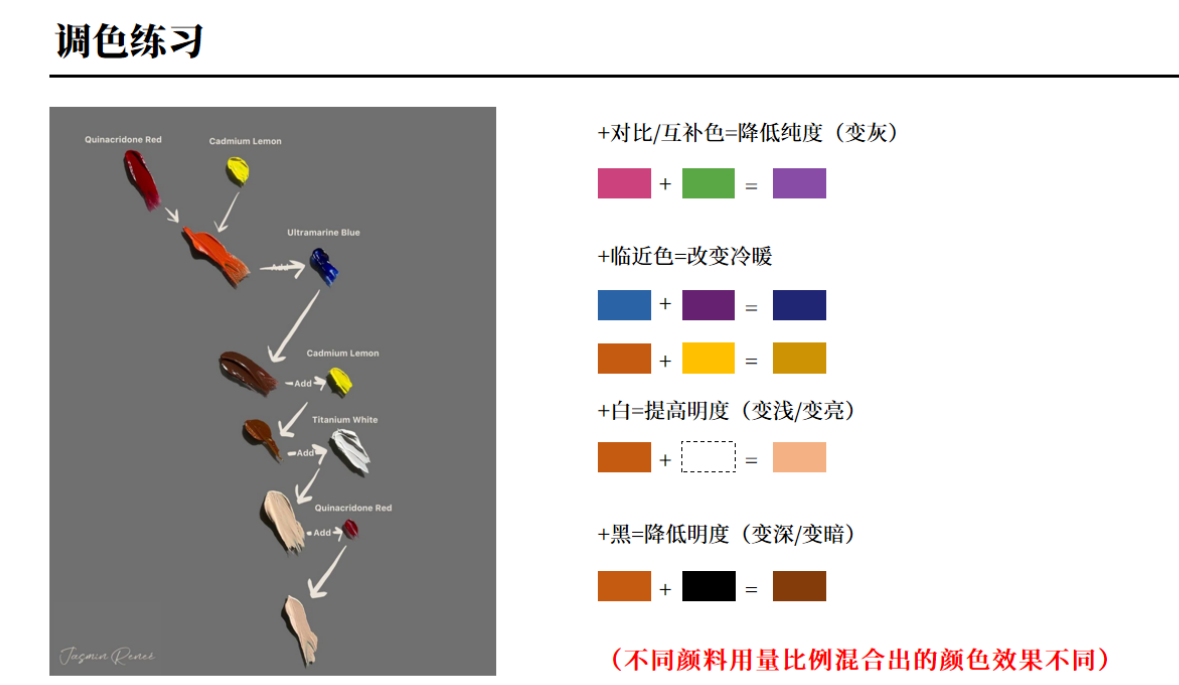 调色练习
Quinacridone Red
Cadmium Lemon
Ultramarine Blue
Cadmium Lemon
Add
Titanium White
Add
Quinacridone Red
Add
Jasmin Reneé
+对比/互补色=降低纯度（变灰）
+ =
+临近色=改变冷暖
+ =
+ =
+白=提高明度（变浅/变亮）
+ =
+黑=降低明度（变深/变暗）
+ =
（不同颜料用量比例混合出的颜色效果不同）